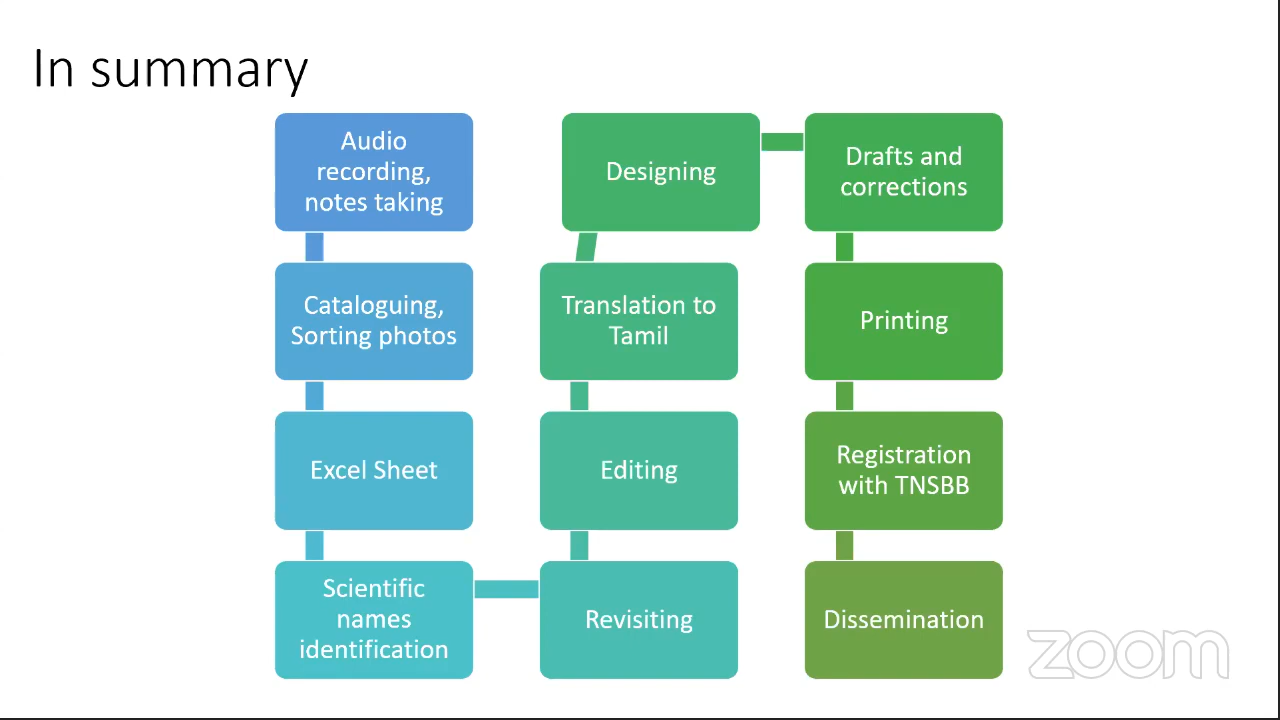 In summary
Audio
recording,
notes taking
Cataloguing,
Sorting photos
Excel Sheet
Scientific
names
identification
Revisiting
Editing
Translation to
Tamil
Designing
Drafts and
corrections
Printing
Registration
with TNSBB
Dissemination
zoom